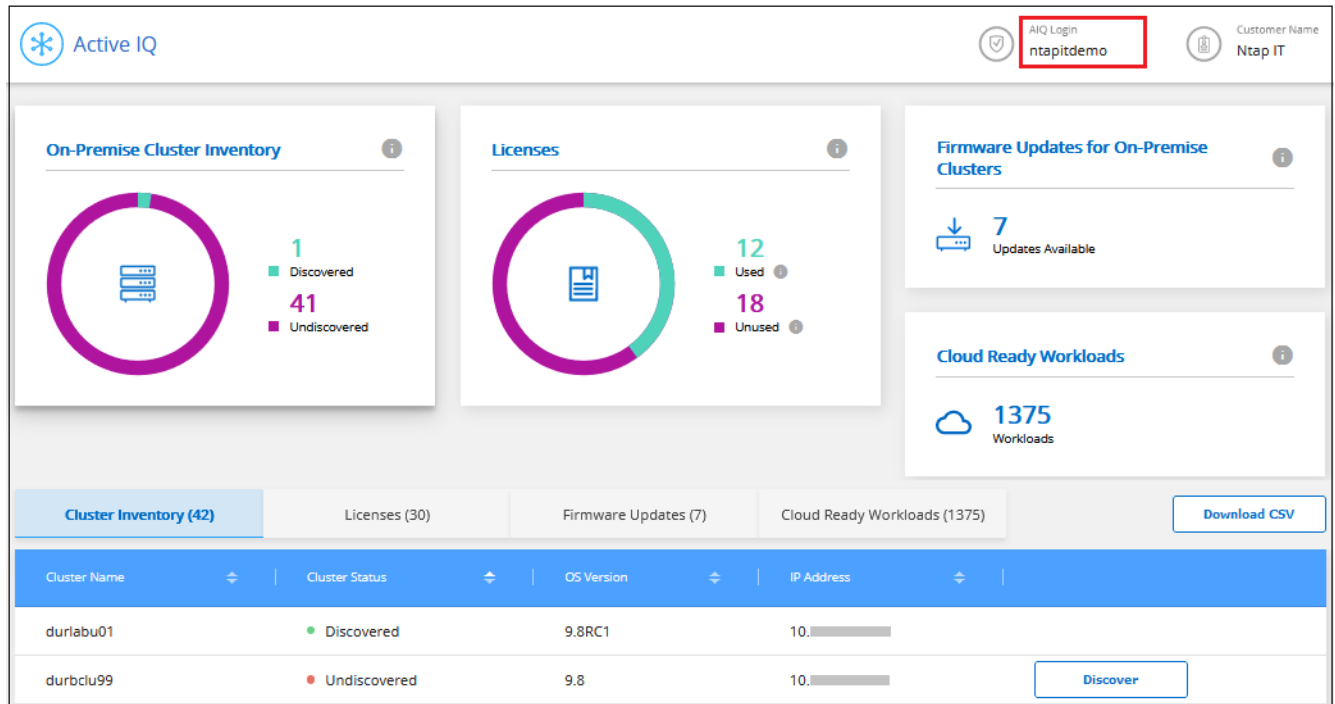 Active IQ
AIQ Login
ntapitdemo
Customer Name
Ntap IT
On-Premise Cluster Inventory
1
Discovered
41
Undiscovered
Licenses
12
Used
18
Unused
Firmware Updates for On-Premise
Clusters
7
Updates Available
Cloud Ready Workloads
1375
Workloads
Cluster Inventory (42)
Licenses (30)
Firmware Updates (7)
Cloud Ready Workloads (1375)
Download CSV
Cluster Name
Cluster Status
OS Version
IP Address
durlabu01
Discovered
9.8RC1
10.
durbclu99
Undiscovered
9.8
10.
Discover